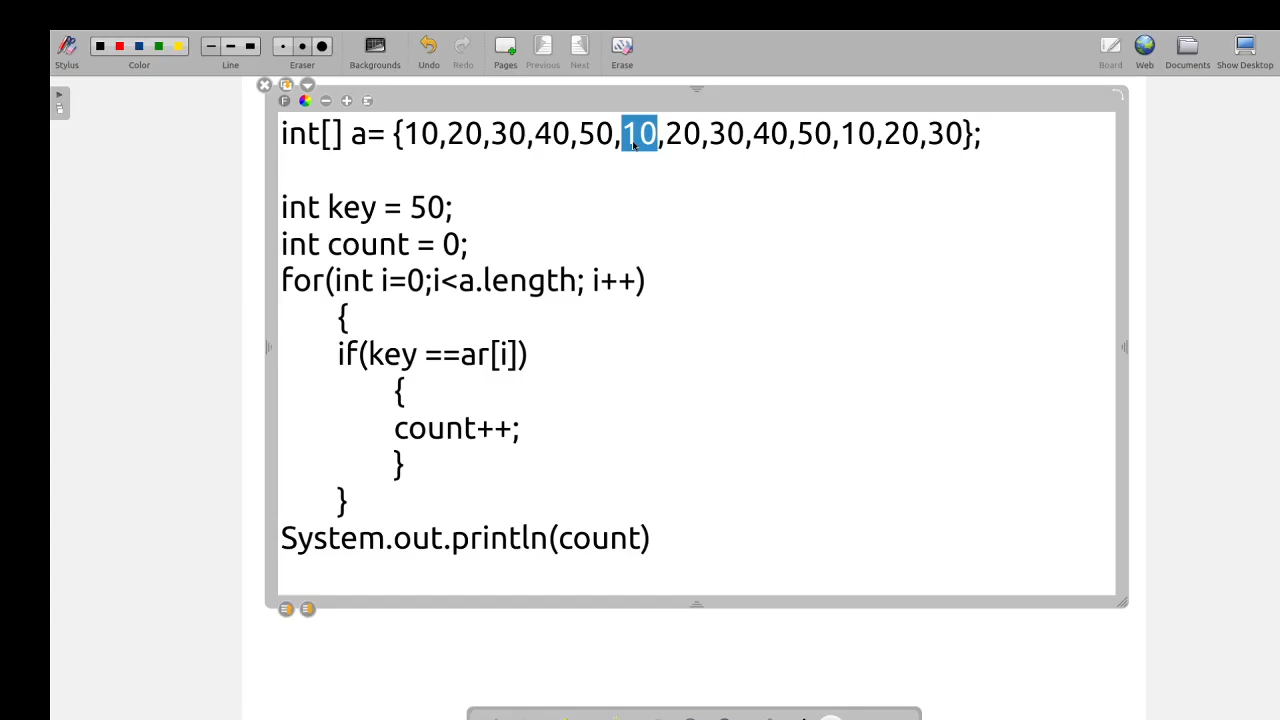 Stylus Color Line Eraser Backgrounds Undo Redo Pages Previous Next Erase Board Web Documents Show Desktop
int[] a= {10,20,30,40,50,10,20,30,40,50,10,20,30};
int key = 50;
int count = 0;
for(int i=0;i<a.length; i++)
{
if(key ==ar[i])
{
count++;
}
}
System.out.println(count)